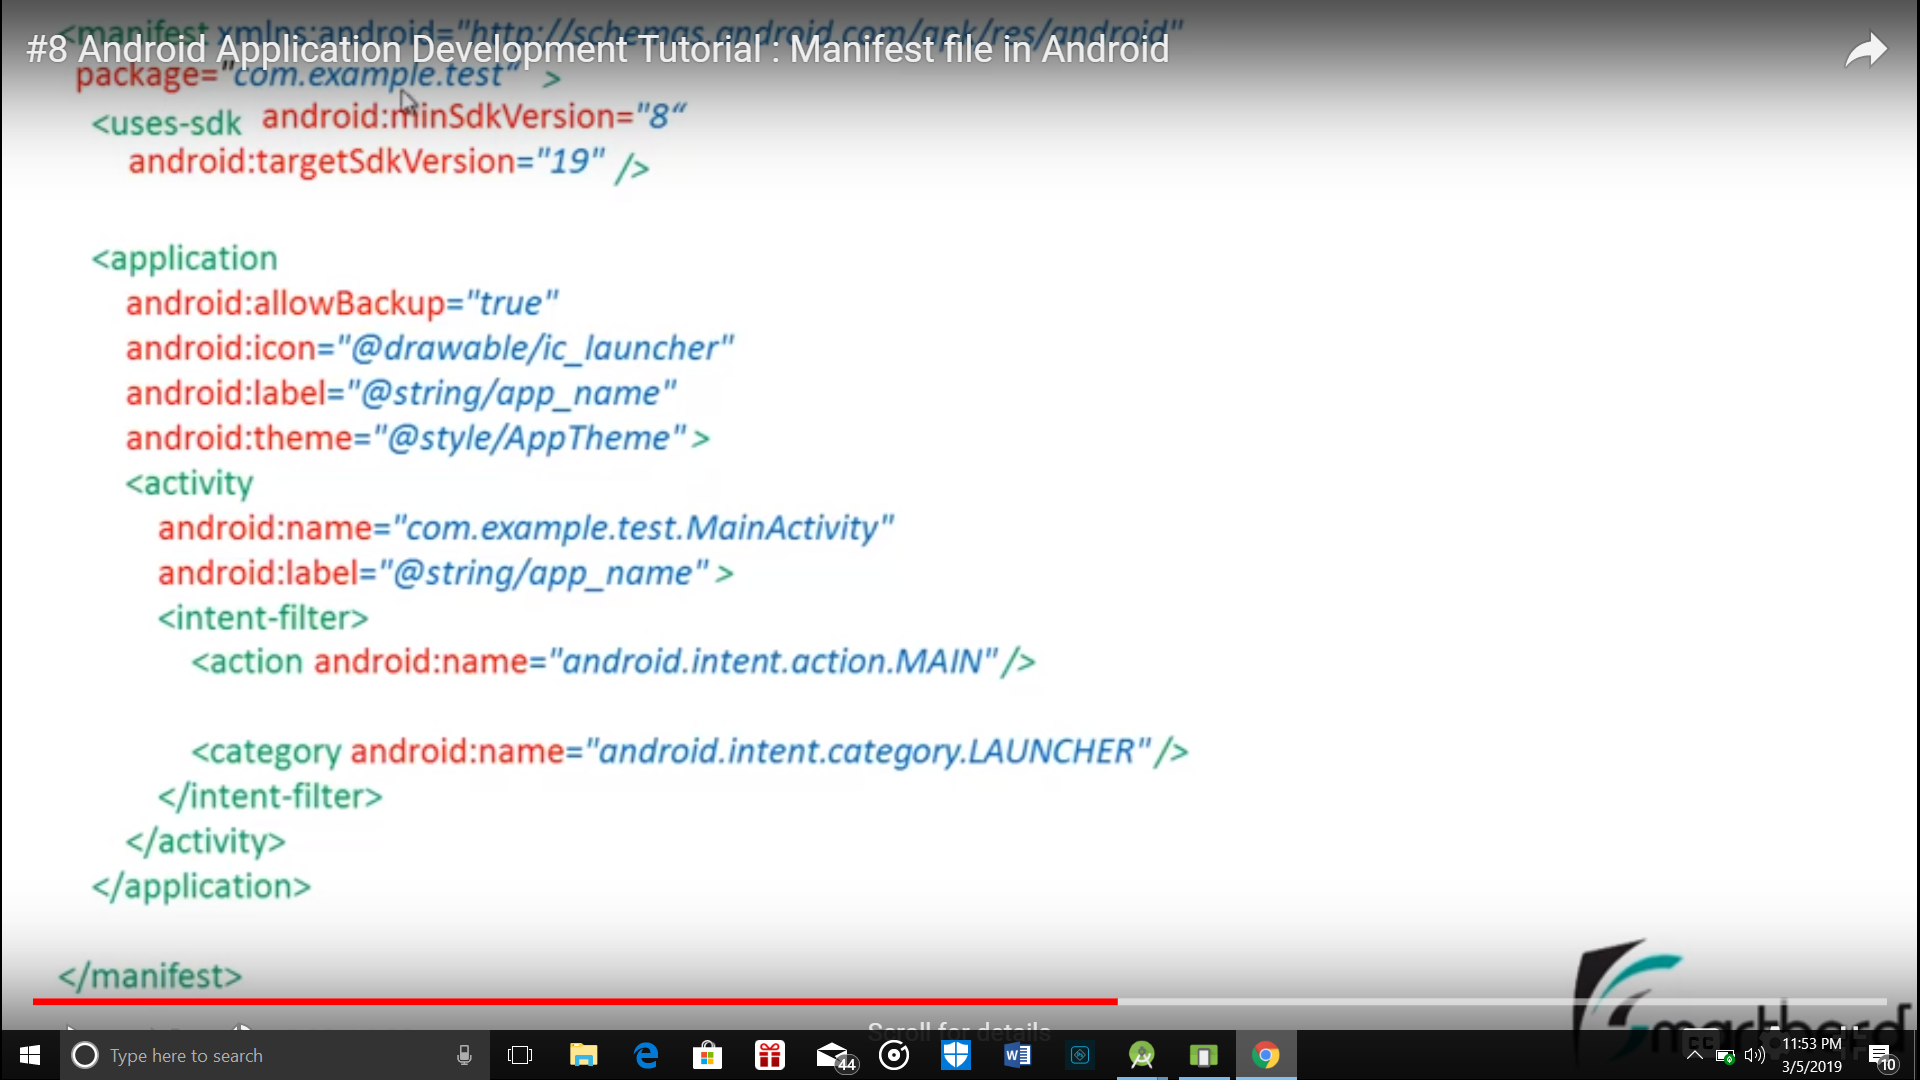 <manifest xmlns:android="http://schemas.android.com/apk/res/android"
#8 Android Application Development Tutorial : Manifest file in Android
package="com.example.test" >
<uses-sdk android:minSdkVersion="8“
android:targetSdkVersion="19" />
<application
android:allowBackup="true"
android:icon="@drawable/ic_launcher"
android:label="@string/app_name"
android:theme="@style/AppTheme" >
<activity
android:name="com.example.test.MainActivity"
android:label="@string/app_name" >
<intent-filter>
<action android:name="android.intent.action.MAIN" />
<category android:name="android.intent.category.LAUNCHER" />
</intent-filter>
</activity>
</application>
</manifest>
Scroll for details
Type here to search
44
11:53 PM
3/5/2019
10